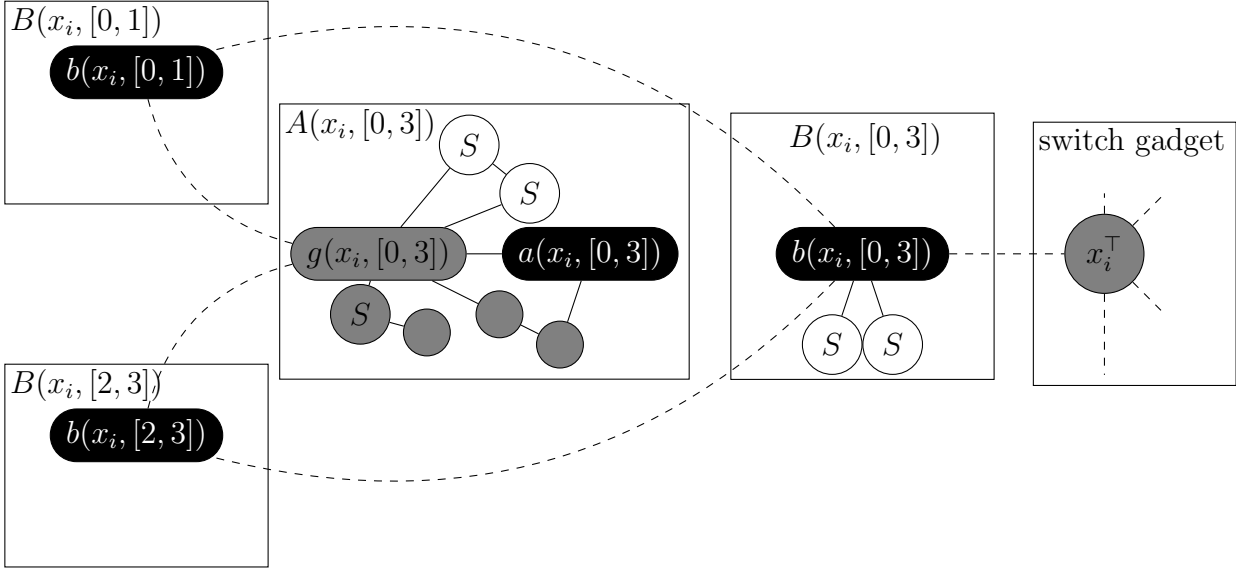 B(x_i, [0, 1])
b(x_i, [0, 1])
A(x_i, [0, 3])
S
S
g(x_i, [0, 3])
a(x_i, [0, 3])
S
B(x_i, [0, 3])
b(x_i, [0, 3])
S
S
switch gadget
x_i^⊤
B(x_i, [2, 3])
b(x_i, [2, 3])